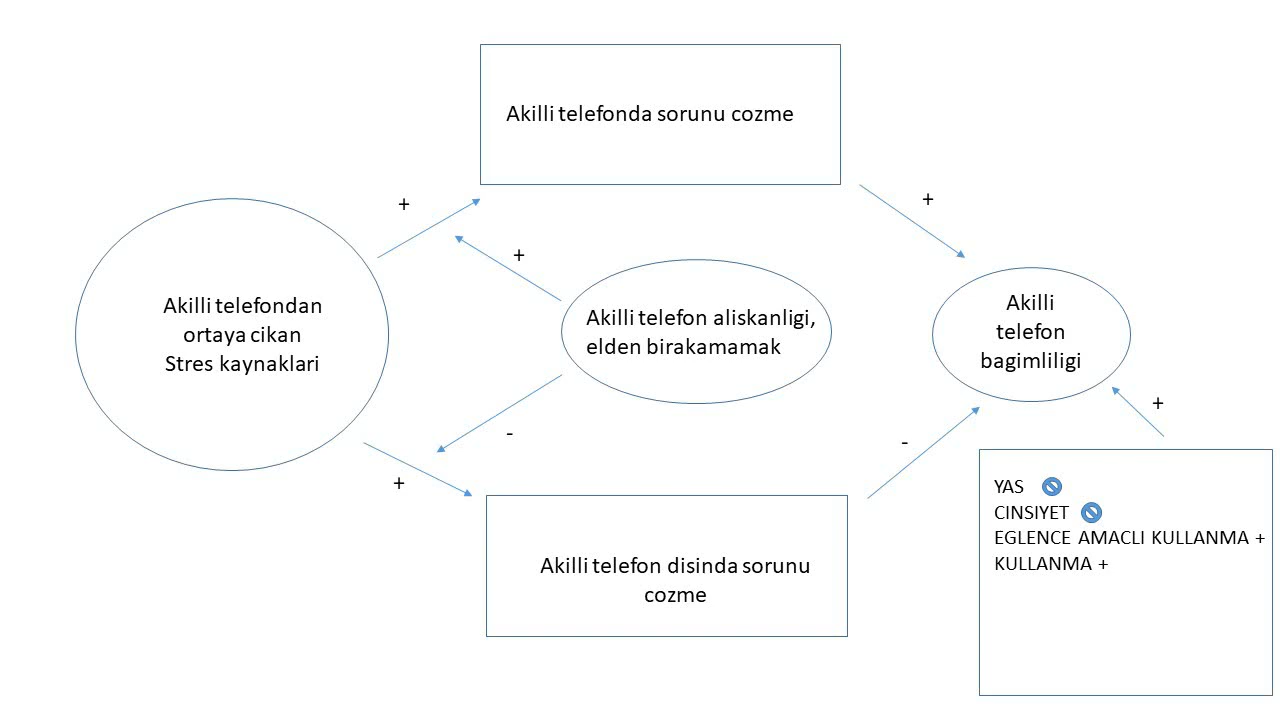 Akilli telefonda sorunu cozme
+
+
+
Akilli telefondan
ortaya cikan
Stres kaynaklari
Akilli telefon aliskanligi,
elden birakamamak
Akilli
telefon
bagimliligi
+
-
-
+
Akilli telefon disinda sorunu
cozme
YAS
CINSIYET
EGLENCE AMACLI KULLANMA +
KULLANMA +